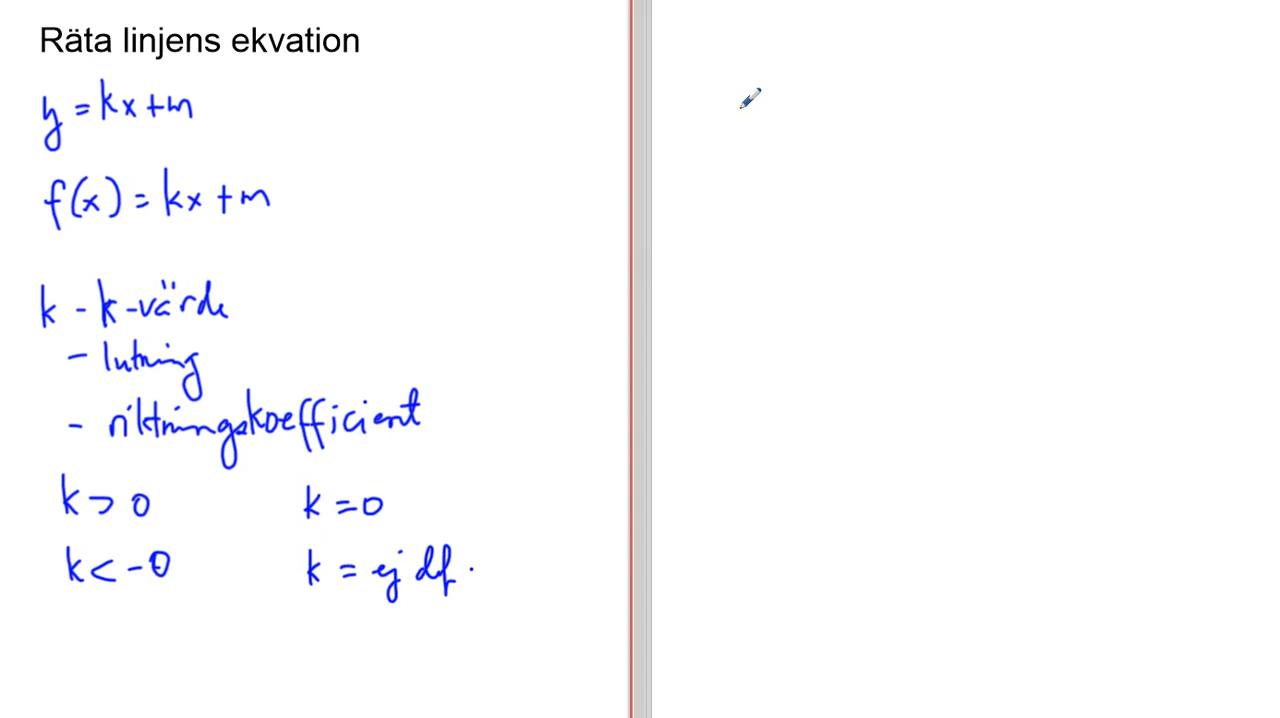 Räta linjens ekvation
y = kx + m
f(x) = kx + m
k - k-värde
- lutning
- riktningskoefficient
k > 0 k = 0
k < -0 k = ej df.